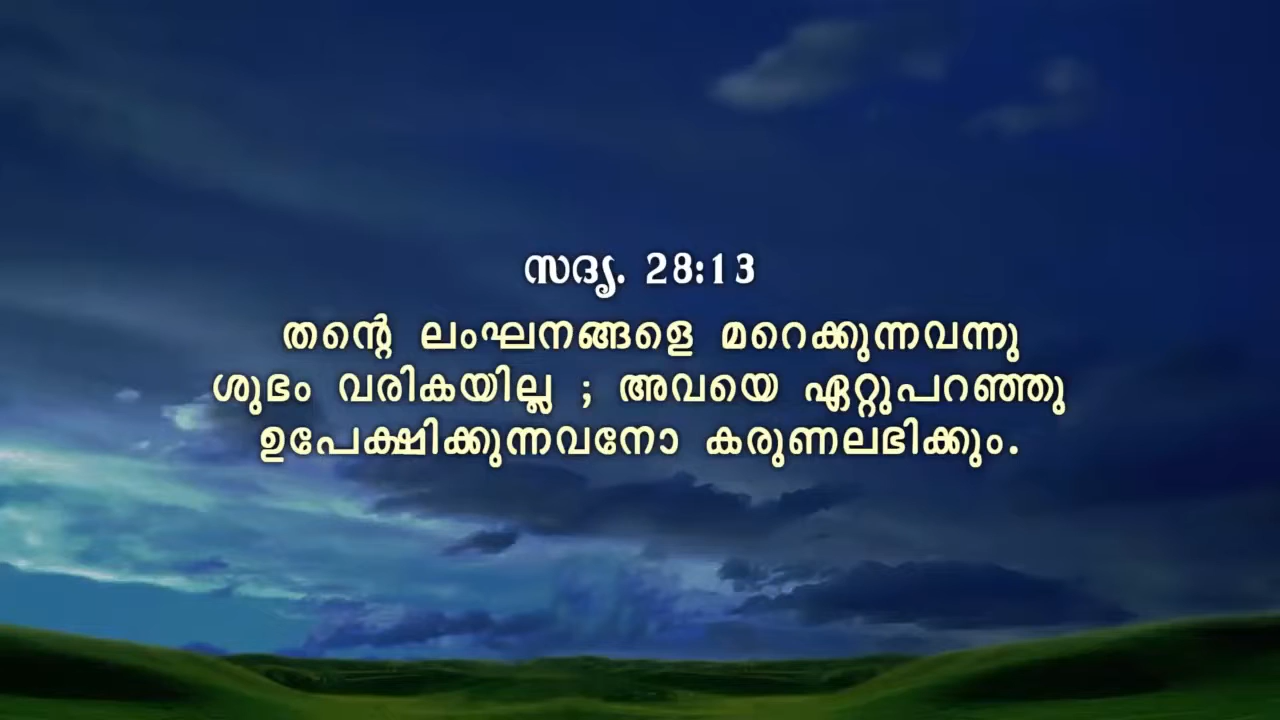 സദൃ. 28:13
തന്റെ ലംഘനങ്ങളെ മറെക്കുന്നവന്നു
ശുഭം വരികയില്ല ; അവയെ ഏറ്റുപറഞ്ഞു
ഉപേക്ഷിക്കുന്നവനോ കരുണലഭിക്കും.